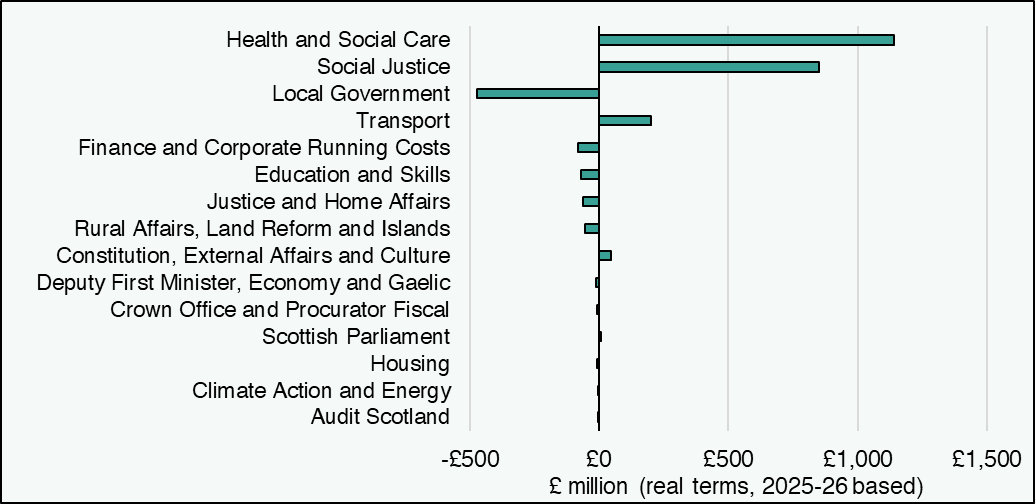 Health and Social Care
Social Justice
Local Government
Transport
Finance and Corporate Running Costs
Education and Skills
Justice and Home Affairs
Rural Affairs, Land Reform and Islands
Constitution, External Affairs and Culture
Deputy First Minister, Economy and Gaelic
Crown Office and Procurator Fiscal
Scottish Parliament
Housing
Climate Action and Energy
Audit Scotland
-£500 £0 £500 £1,000 £1,500
£ million (real terms, 2025-26 based)